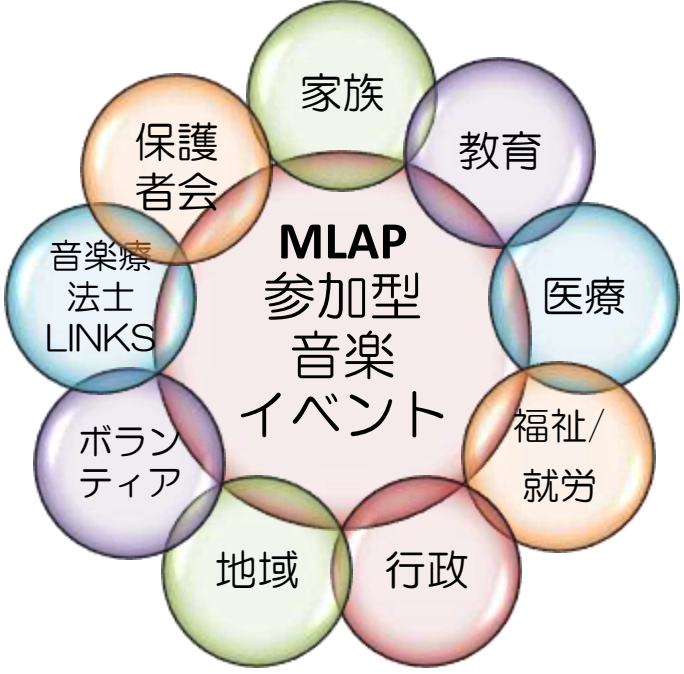 MLAP
参加型
音楽
イベント
家族
教育
医療
福祉/
就労
行政
地域
ボラン
ティア
音楽療
法士
LINKS
保護
者会